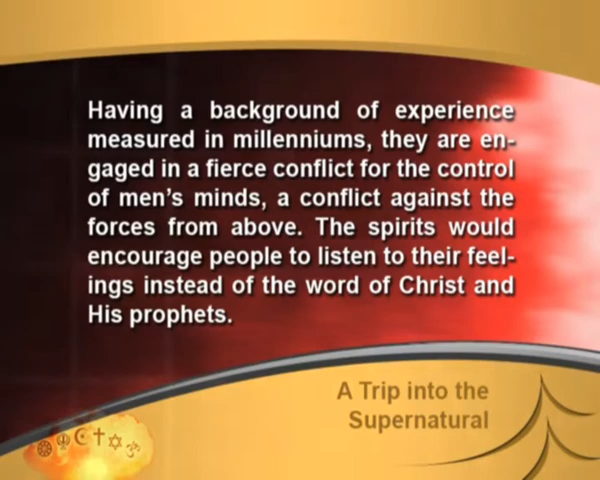 Having a background of experience
measured in millenniums, they are en-
gaged in a fierce conflict for the control
of men's minds, a conflict against the
forces from above. The spirits would
encourage people to listen to their feel-
ings instead of the word of Christ and
His prophets.
A Trip into the
Supernatural